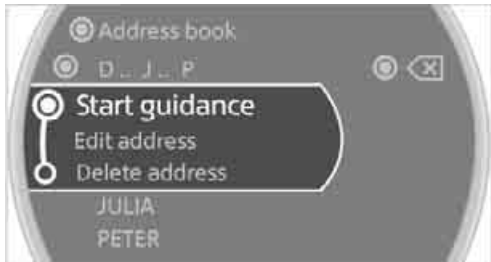 Address book
D .. J .. P
Start guidance
Edit address
Delete address
JULIA
PETER